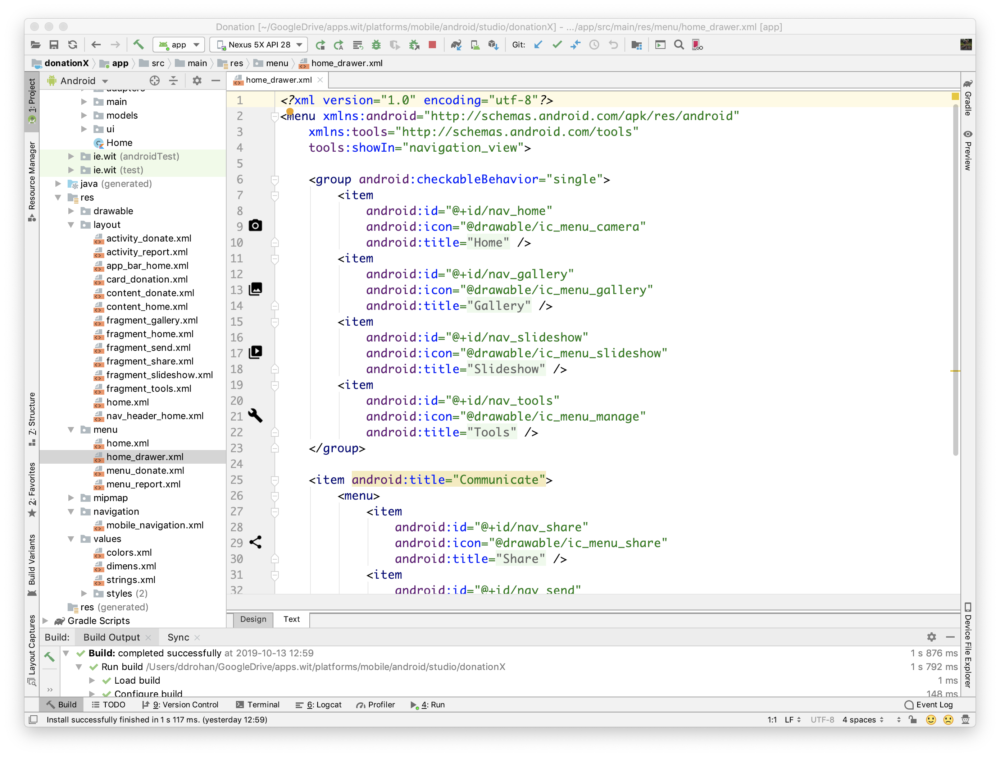 Donation [~/GoogleDrive/apps.wit/platforms/mobile/android/studio/donationX] - .../app/src/main/res/menu/home_drawer.xml [app]
app Nexus 5X API 28 Git:
donationX app src main res menu home_drawer.xml
1: Project
Resource Manager
7: Structure
2: Favorites
Build Variants
Layout Captures
Android
adapters
main
models
ui
Home
ie.wit (androidTest)
ie.wit (test)
java (generated)
res
drawable
layout
activity_donate.xml
activity_report.xml
app_bar_home.xml
card_donation.xml
content_donate.xml
content_home.xml
fragment_gallery.xml
fragment_home.xml
fragment_send.xml
fragment_share.xml
fragment_slideshow.xml
fragment_tools.xml
home.xml
nav_header_home.xml
menu
home.xml
home_drawer.xml
menu_donate.xml
menu_report.xml
mipmap
navigation
mobile_navigation.xml
values
colors.xml
dimens.xml
strings.xml
styles (2)
res (generated)
Gradle Scripts
home_drawer.xml
1 <?xml version="1.0" encoding="utf-8"?>
2 <menu xmlns:android="http://schemas.android.com/apk/res/android"
3 xmlns:tools="http://schemas.android.com/tools"
4 tools:showIn="navigation_view">
5
6 <group android:checkableBehavior="single">
7 <item
8 android:id="@+id/nav_home"
9 android:icon="@drawable/ic_menu_camera"
10 android:title="Home" />
11 <item
12 android:id="@+id/nav_gallery"
13 android:icon="@drawable/ic_menu_gallery"
14 android:title="Gallery" />
15 <item
16 android:id="@+id/nav_slideshow"
17 android:icon="@drawable/ic_menu_slideshow"
18 android:title="Slideshow" />
19 <item
20 android:id="@+id/nav_tools"
21 android:icon="@drawable/ic_menu_manage"
22 android:title="Tools" />
23 </group>
24
25 <item android:title="Communicate">
26 <menu>
27 <item
28 android:id="@+id/nav_share"
29 android:icon="@drawable/ic_menu_share"
30 android:title="Share" />
31 <item
32 android:id="@+id/nav_send"
Design Text
Gradle
Preview
Device File Explorer
Build: Build Output Sync
Build: completed successfully at 2019-10-13 12:59 1 s 876 ms
Run build /Users/ddrohan/GoogleDrive/apps.wit/platforms/mobile/android/studio/donationX 1 s 792 ms
Load build 1 ms
Configure build 148 ms
Build TODO 9: Version Control Terminal 6: Logcat Profiler 4: Run Event Log
Install successfully finished in 1 s 117 ms. (yesterday 12:59) 1:1 LF UTF-8 4 spaces